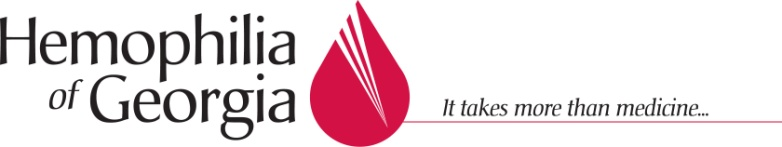 Hemophilia
of Georgia
It takes more than medicine...